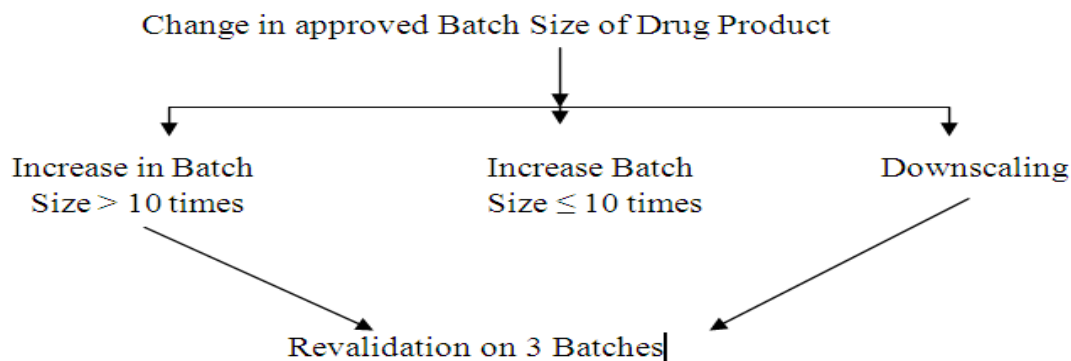 Change in approved Batch Size of Drug Product
Increase in Batch
Size > 10 times
Increase Batch
Size ≤ 10 times
Downscaling
Revalidation on 3 Batches